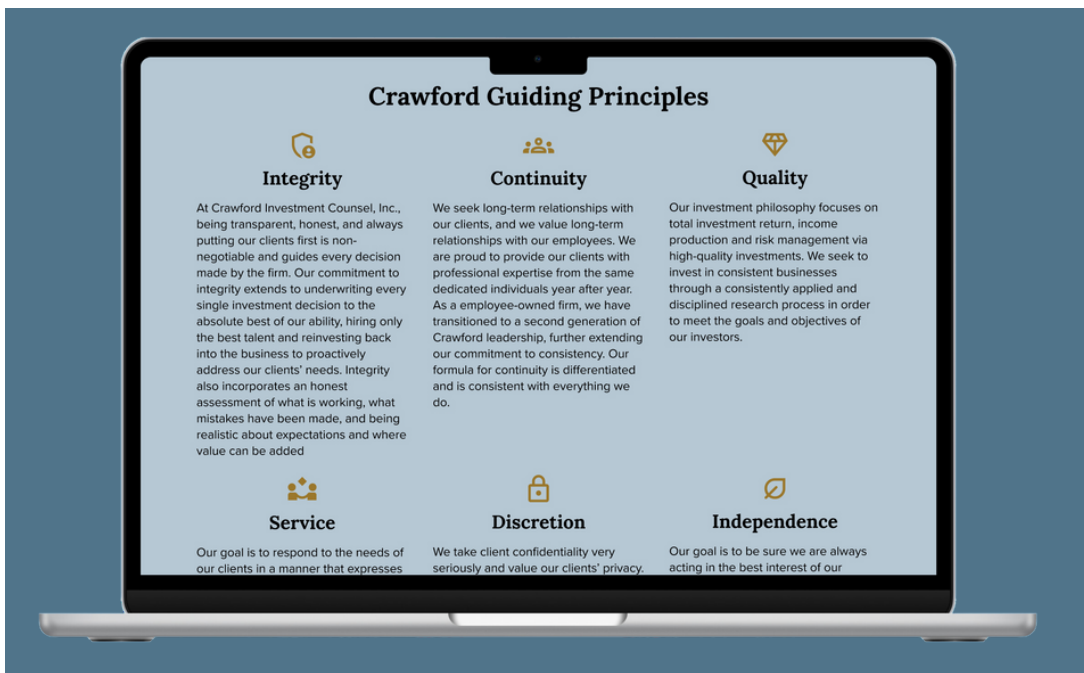 Crawford Guiding Principles
Integrity
At Crawford Investment Counsel, Inc.,
being transparent, honest, and always
putting our clients first is non-
negotiable and guides every decision
made by the firm. Our commitment to
integrity extends to underwriting every
single investment decision to the
absolute best of our ability, hiring only
the best talent and reinvesting back
into the business to proactively
address our clients' needs. Integrity
also incorporates an honest
assessment of what is working, what
mistakes have been made, and being
realistic about expectations and where
value can be added
Continuity
We seek long-term relationships with
our clients, and we value long-term
relationships with our employees. We
are proud to provide our clients with
professional expertise from the same
dedicated individuals year after year.
As a employee-owned firm, we have
transitioned to a second generation of
Crawford leadership, further extending
our commitment to consistency. Our
formula for continuity is differentiated
and is consistent with everything we
do.
Quality
Our investment philosophy focuses on
total investment return, income
production and risk management via
high-quality investments. We seek to
invest in consistent businesses
through a consistently applied and
disciplined research process in order
to meet the goals and objectives of
our investors.
Service
Our goal is to respond to the needs of
our clients in a manner that expresses
Discretion
We take client confidentiality very
seriously and value our clients' privacy.
Independence
Our goal is to be sure we are always
acting in the best interest of our